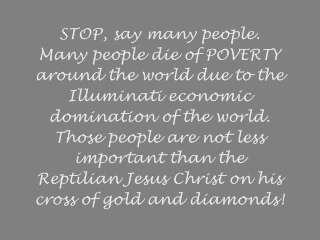 STOP, say many people.
Many people die of POVERTY
around the world due to the
Illuminati economic
domination of the world.
Those people are not less
important than the
Reptilian Jesus Christ on his
cross of gold and diamonds!